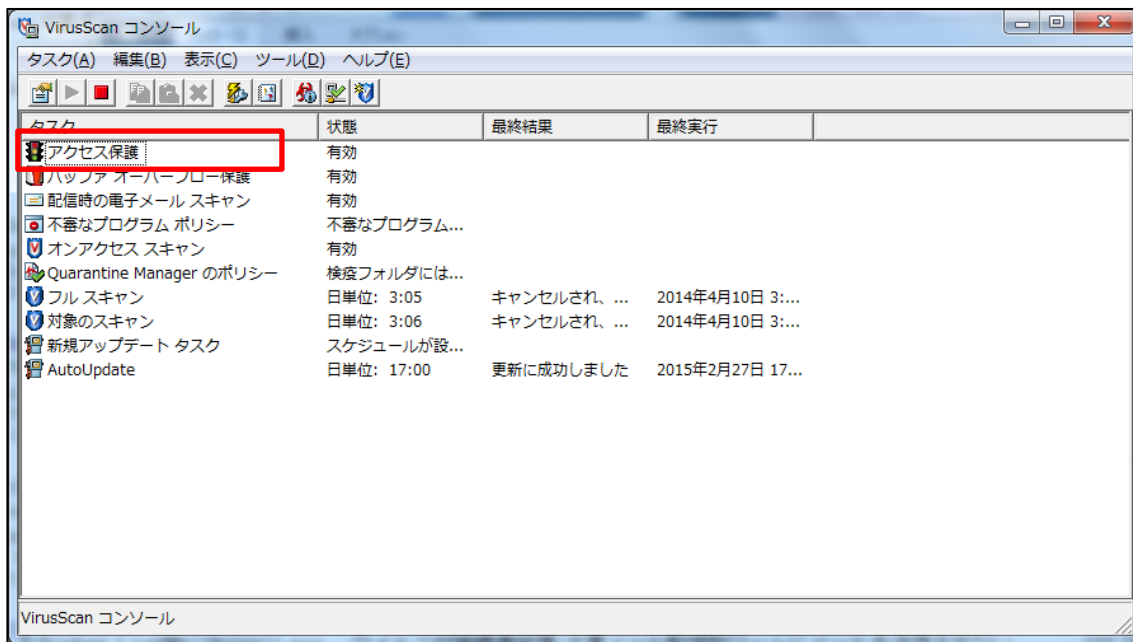 VirusScan コンソール
タスク(A) 編集(B) 表示(C) ツール(D) ヘルプ(E)
タスク 状態 最終結果 最終実行
アクセス保護 有効
バッファ オーバーフロー保護 有効
配信時の電子メール スキャン 有効
不審なプログラム ポリシー 不審なプログラム...
オンアクセス スキャン 有効
Quarantine Manager のポリシー 検疫フォルダには...
フル スキャン 日単位: 3:05 キャンセルされ、... 2014年4月10日 3:...
対象のスキャン 日単位: 3:06 キャンセルされ、... 2014年4月10日 3:...
新規アップデート タスク スケジュールが設...
AutoUpdate 日単位: 17:00 更新に成功しました 2015年2月27日 17...
VirusScan コンソール